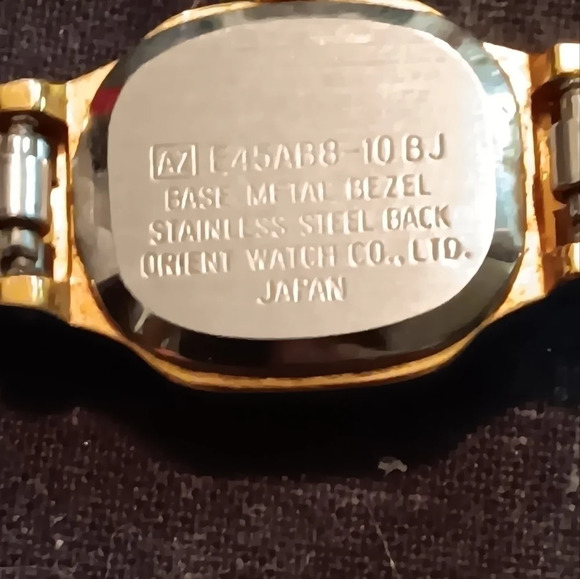 AZ E45AB8-10 BJ
BASE METAL BEZEL
STAINLESS STEEL BACK
ORIENT WATCH CO., LTD.
JAPAN